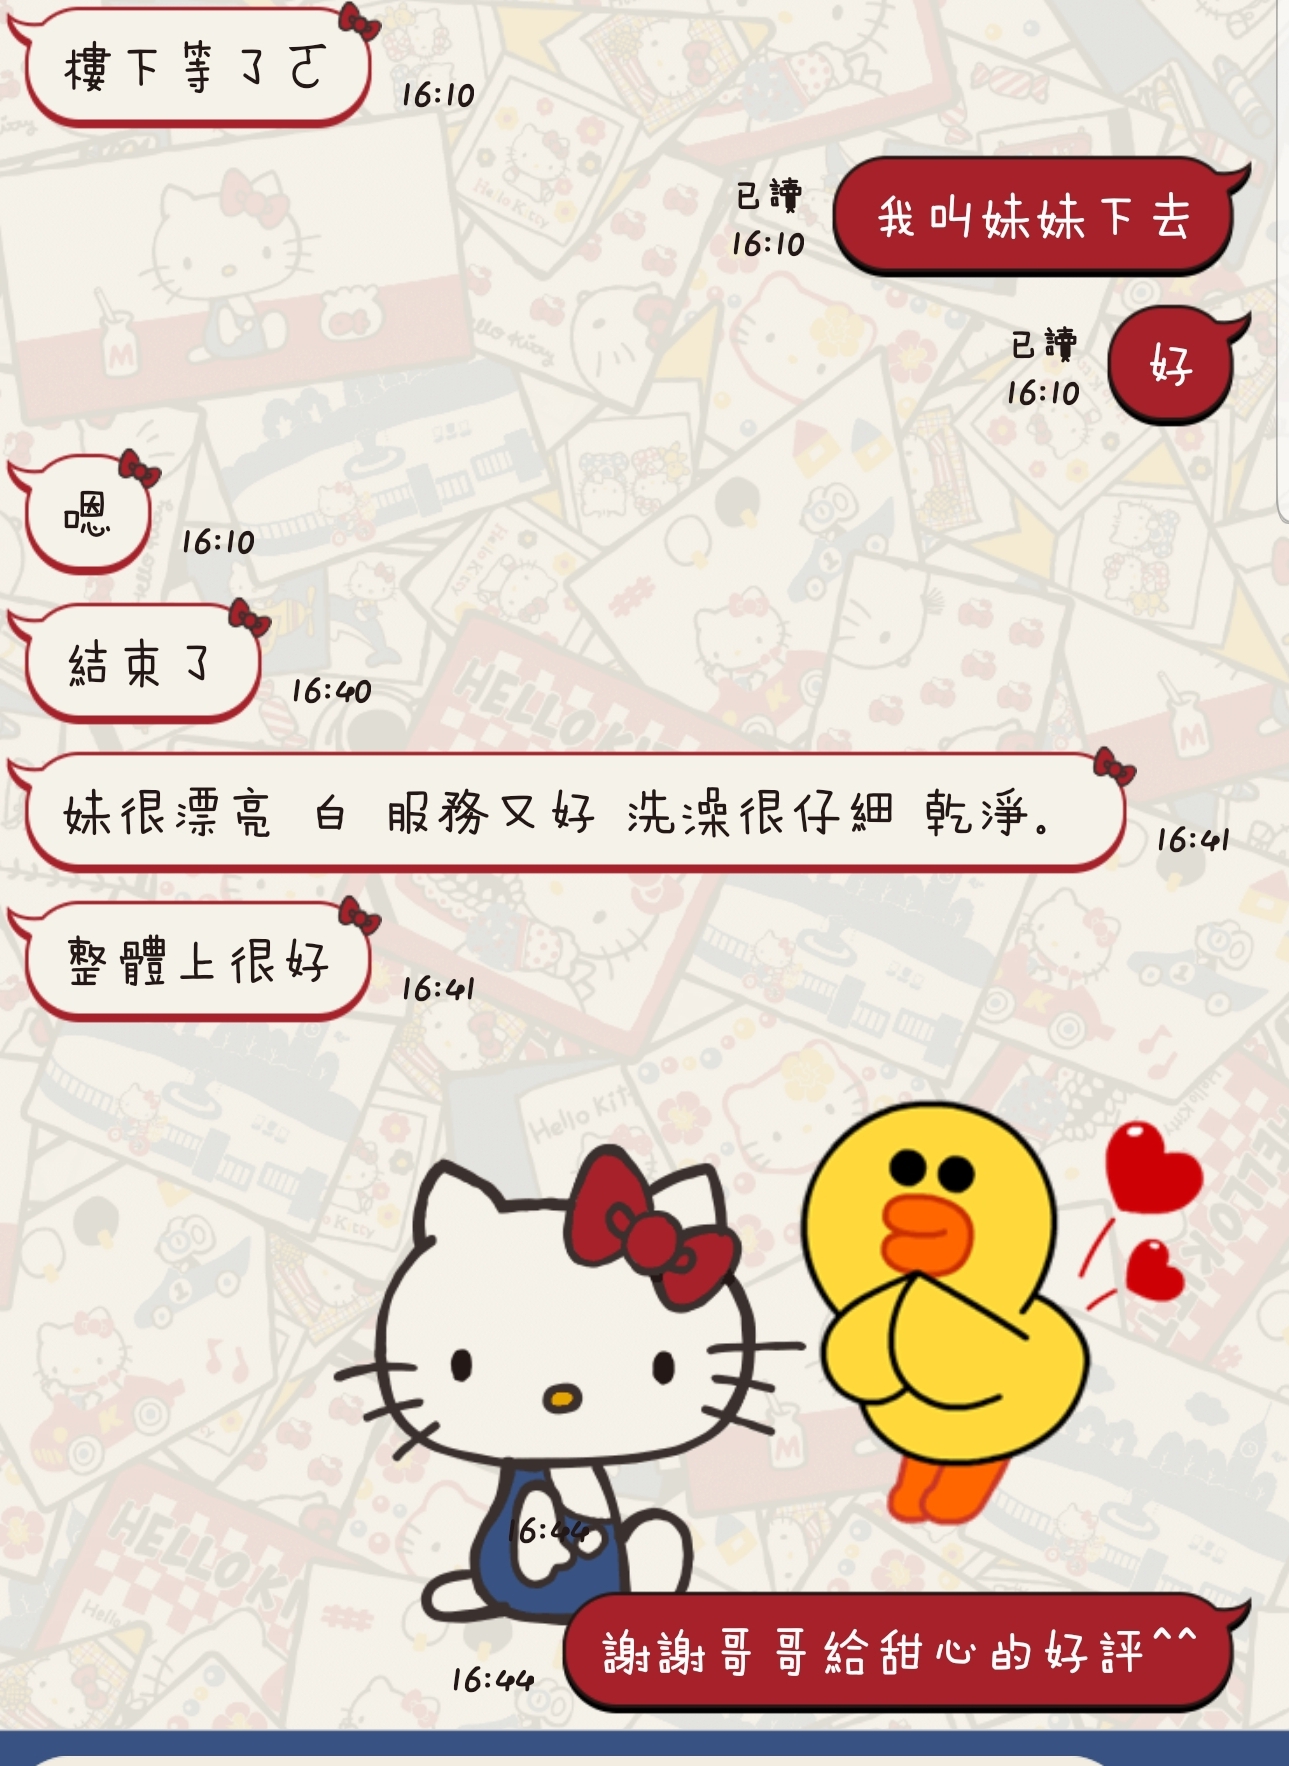 樓下等了ㄛ
16:10
已讀
16:10
我叫妹妹下去
已讀
16:10
好
嗯
16:10
結束了
16:40
妹很漂亮 白 服務又好 洗澡很仔細 乾淨。
16:41
整體上很好
16:41
16:44
謝謝哥哥給甜心的好評^^
16:44